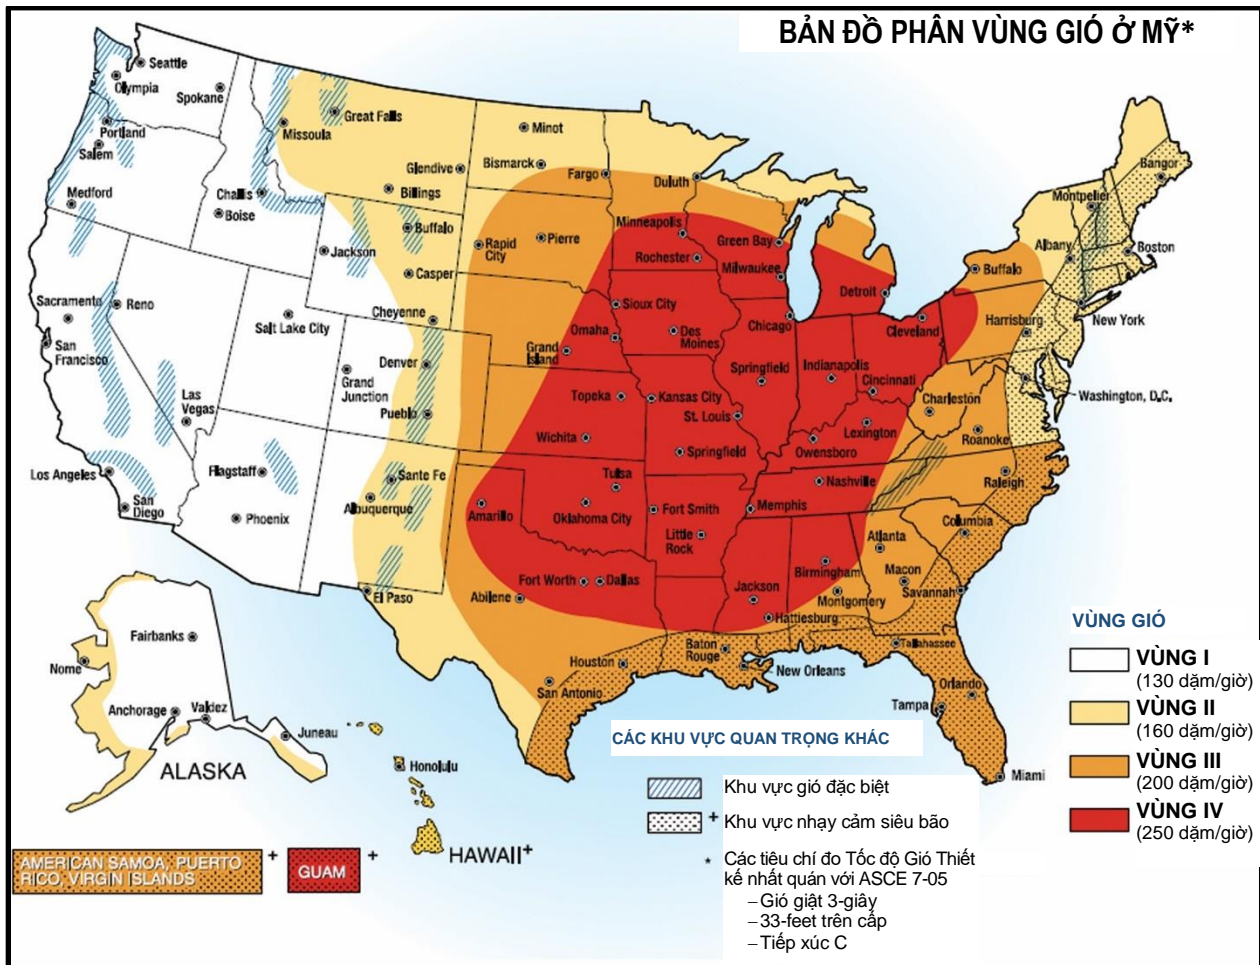 BẢN ĐỒ PHÂN VÙNG GIÓ Ở MỸ*
Seattle
Olympia
Spokane
Portland
Salem
Medford
Great Falls
Missoula
Glendive
Billings
Challis
Boise
Minot
Bismarck
Fargo
Duluth
Bangor
Montpelier
Jackson
Buffalo
Casper
Rapid
City
Pierre
Minneapolis
Rochester
Green Bay
Milwaukee
Albany
Boston
Buffalo
Detroit
Sacramento
Reno
San
Francisco
Salt Lake City
Cheyenne
Sioux City
Omaha
Des
Moines
Chicago
Cleveland
Harrisburg
New York
Grand
Junction
Denver
Pueblo
Grand
Island
Springfield
Indianapolis
Cincinnati
Washington, D.C.
Las
Vegas
Topeka
Kansas City
St. Louis
Charleston
Lexington
Roanoke
Wichita
Springfield
Owensboro
Los Angeles
San
Diego
Flagstaff
Phoenix
Sante Fe
Albuquerque
Tulsa
Nashville
Raleigh
Amarillo
Oklahoma City
Fort Smith
Memphis
Columbia
Little
Rock
Atlanta
El Paso
Abilene
Fort Worth
Dallas
Birmingham
Macon
Jackson
Montgomery
Savannah
Hattiesburg
Houston
Baton
Rouge
New Orleans
Tallahassee
San Antonio
Orlando
Tampa
Miami
Fairbanks
Nome
Anchorage
Valdez
Juneau
ALASKA
Honolulu
HAWAII+
AMERICAN SAMOA, PUERTO
RICO, VIRGIN ISLANDS
+
GUAM
+
CÁC KHU VỰC QUAN TRỌNG KHÁC
Khu vực gió đặc biệt
+ Khu vực nhạy cảm siêu bão
* Các tiêu chí đo Tốc độ Gió Thiết
kế nhất quán với ASCE 7-05
–Gió giật 3-giây
–33-feet trên cấp
–Tiếp xúc C
VÙNG GIÓ
VÙNG I
(130 dặm/giờ)
VÙNG II
(160 dặm/giờ)
VÙNG III
(200 dặm/giờ)
VÙNG IV
(250 dặm/giờ)